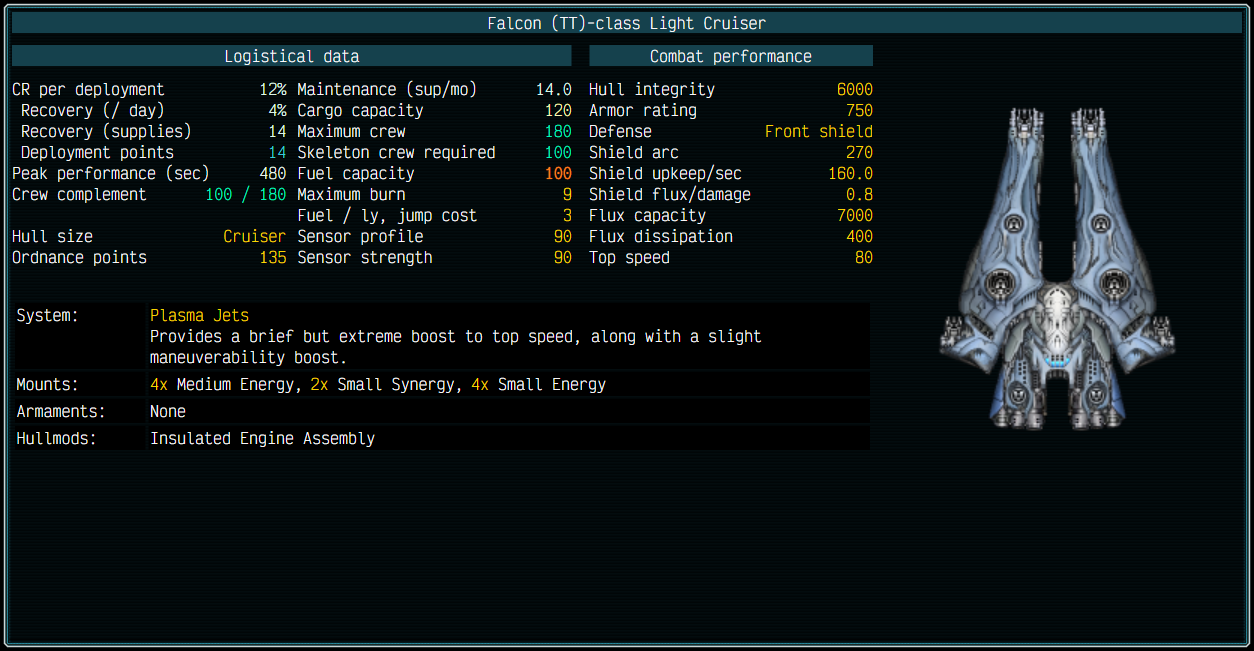 Falcon (TT)-class Light Cruiser
Logistical data
CR per deployment 12%
Recovery (/ day) 4%
Recovery (supplies) 14
Deployment points 14
Peak performance (sec) 480
Crew complement 100 / 180
Hull size Cruiser
Ordnance points 135
Maintenance (sup/mo) 14.0
Cargo capacity 120
Maximum crew 180
Skeleton crew required 100
Fuel capacity 100
Maximum burn 9
Fuel / ly, jump cost 3
Sensor profile 90
Sensor strength 90
Combat performance
Hull integrity 6000
Armor rating 750
Defense Front shield
Shield arc 270
Shield upkeep/sec 160.0
Shield flux/damage 0.8
Flux capacity 7000
Flux dissipation 400
Top speed 80
System: Plasma Jets
Provides a brief but extreme boost to top speed, along with a slight
maneuverability boost.
Mounts: 4x Medium Energy, 2x Small Synergy, 4x Small Energy
Armaments: None
Hullmods: Insulated Engine Assembly